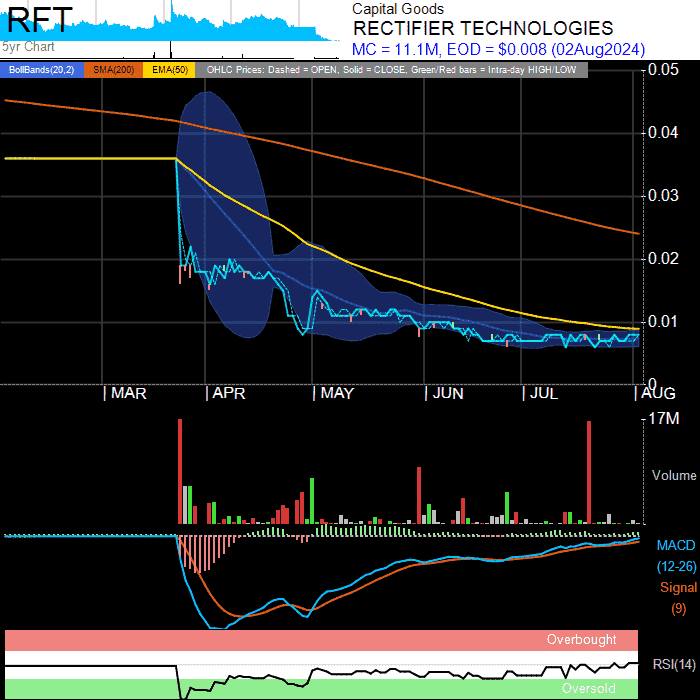 RFT
5yr Chart
Capital Goods
RECTIFIER TECHNOLOGIES
MC = 11.1M, EOD = $0.008 (02Aug2024)
BollBands(20,2) SMA(200) EMA(50) OHLC Prices: Dashed = OPEN, Solid = CLOSE, Green/Red bars = Intra-day HIGH/LOW
0.05
0.04
0.03
0.02
0.01
0
MAR APR MAY JUN JUL AUG
17M
Volume
MACD
(12-26)
Signal
(9)
Overbought
RSI(14)
Oversold